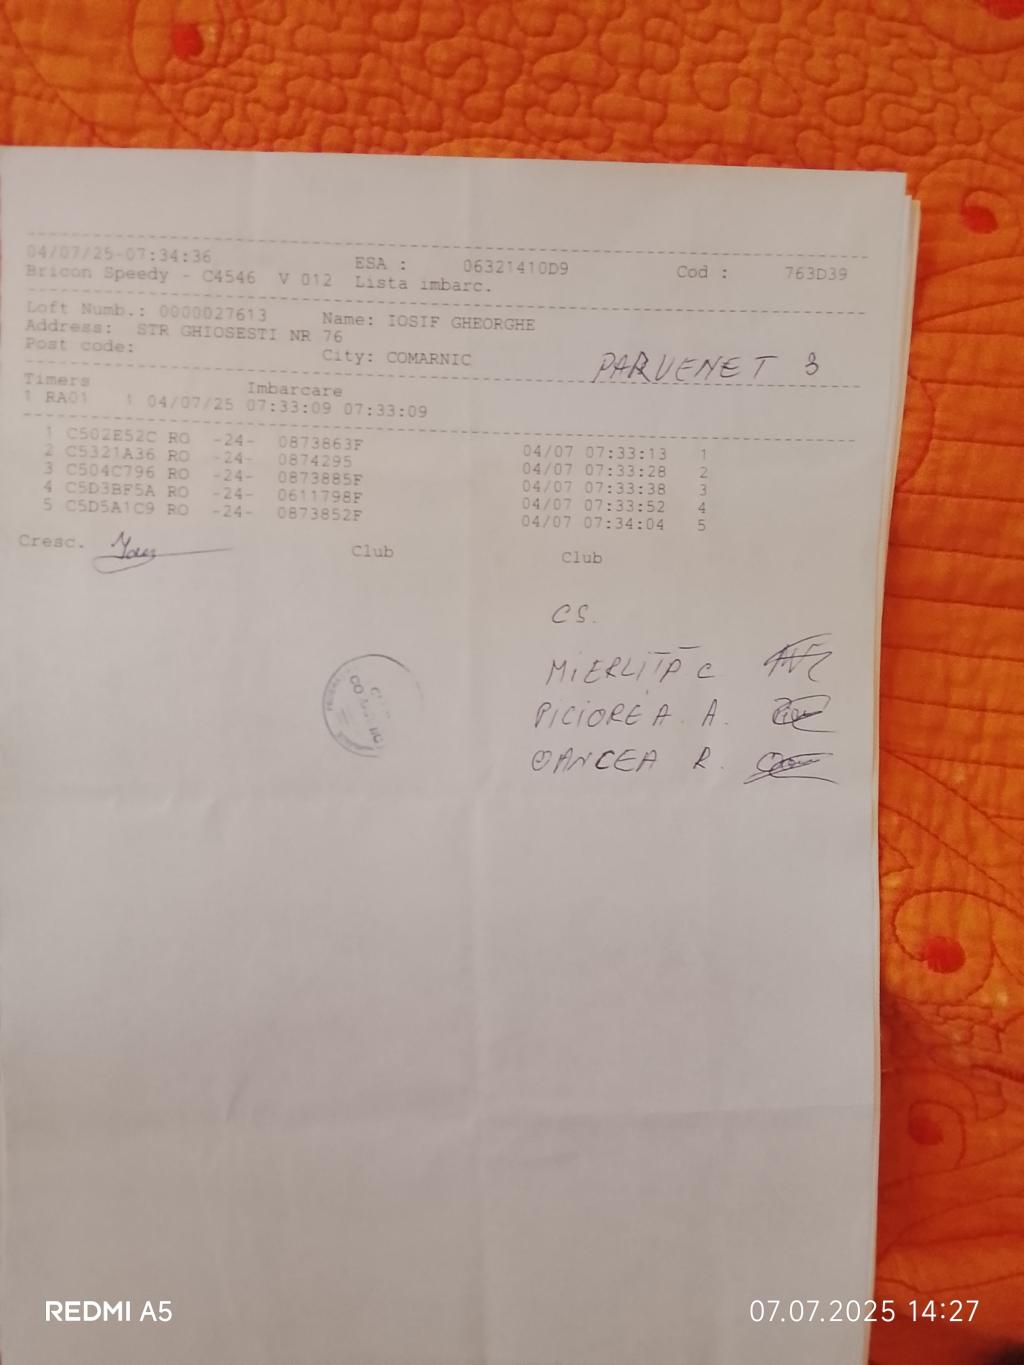 04/07/25-07:34:36 ESA : 06321410D9 Cod : 763D39
Bricon Speedy - C4546 V 012 Lista imbarc.
Loft Numb.: 0000027613 Name: IOSIF GHEORGHE
Address: STR GHIOSESTI NR 76
Post code: City: COMARNIC
PARVENET 3
Timers Imbarcare
1 RA01 1 04/07/25 07:33:09 07:33:09
1 C502E52C RO -24- 0873863F 04/07 07:33:13 1
2 C5321A36 RO -24- 0874295 04/07 07:33:28 2
3 C504C796 RO -24- 0873885F 04/07 07:33:38 3
4 C5D3BF5A RO -24- 0611798F 04/07 07:33:52 4
5 C5D5A1C9 RO -24- 0873852F 04/07 07:34:04 5
Cresc. Club Club
CS.
MIERLIȚĂ C
PICIOREA A.
OANCEA R.
REDMI A5
07.07.2025 14:27